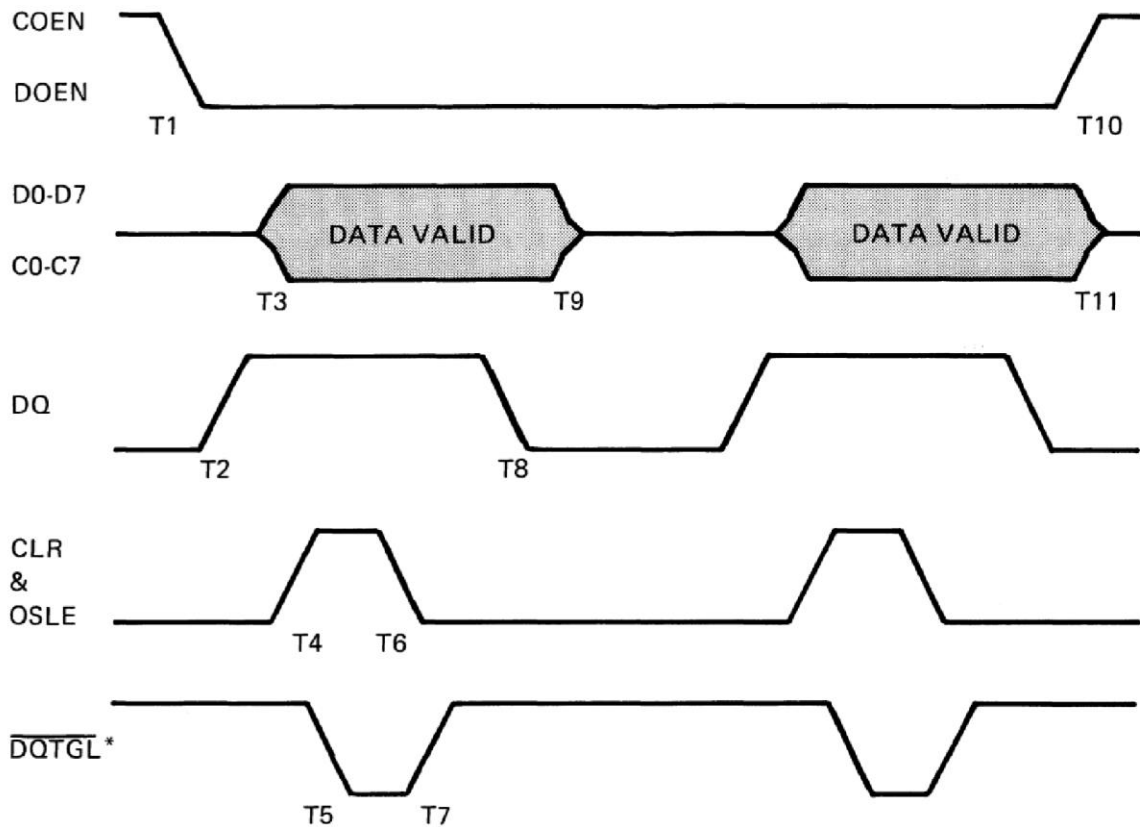 COEN
DOEN
T1
T10
D0-D7
DATA VALID
DATA VALID
C0-C7
T3
T9
T11
DQ
T2
T8
CLR
&
OSLE
T4
T6
DQTGL*
T5
T7